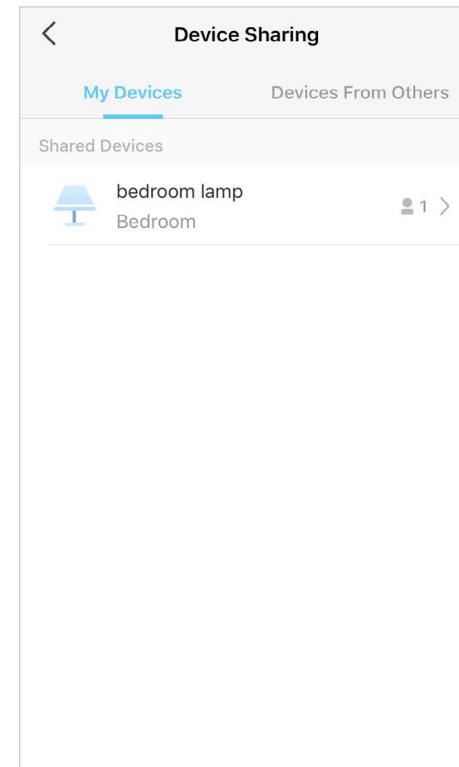 Device Sharing
My Devices Devices From Others
Shared Devices
bedroom lamp
Bedroom
1